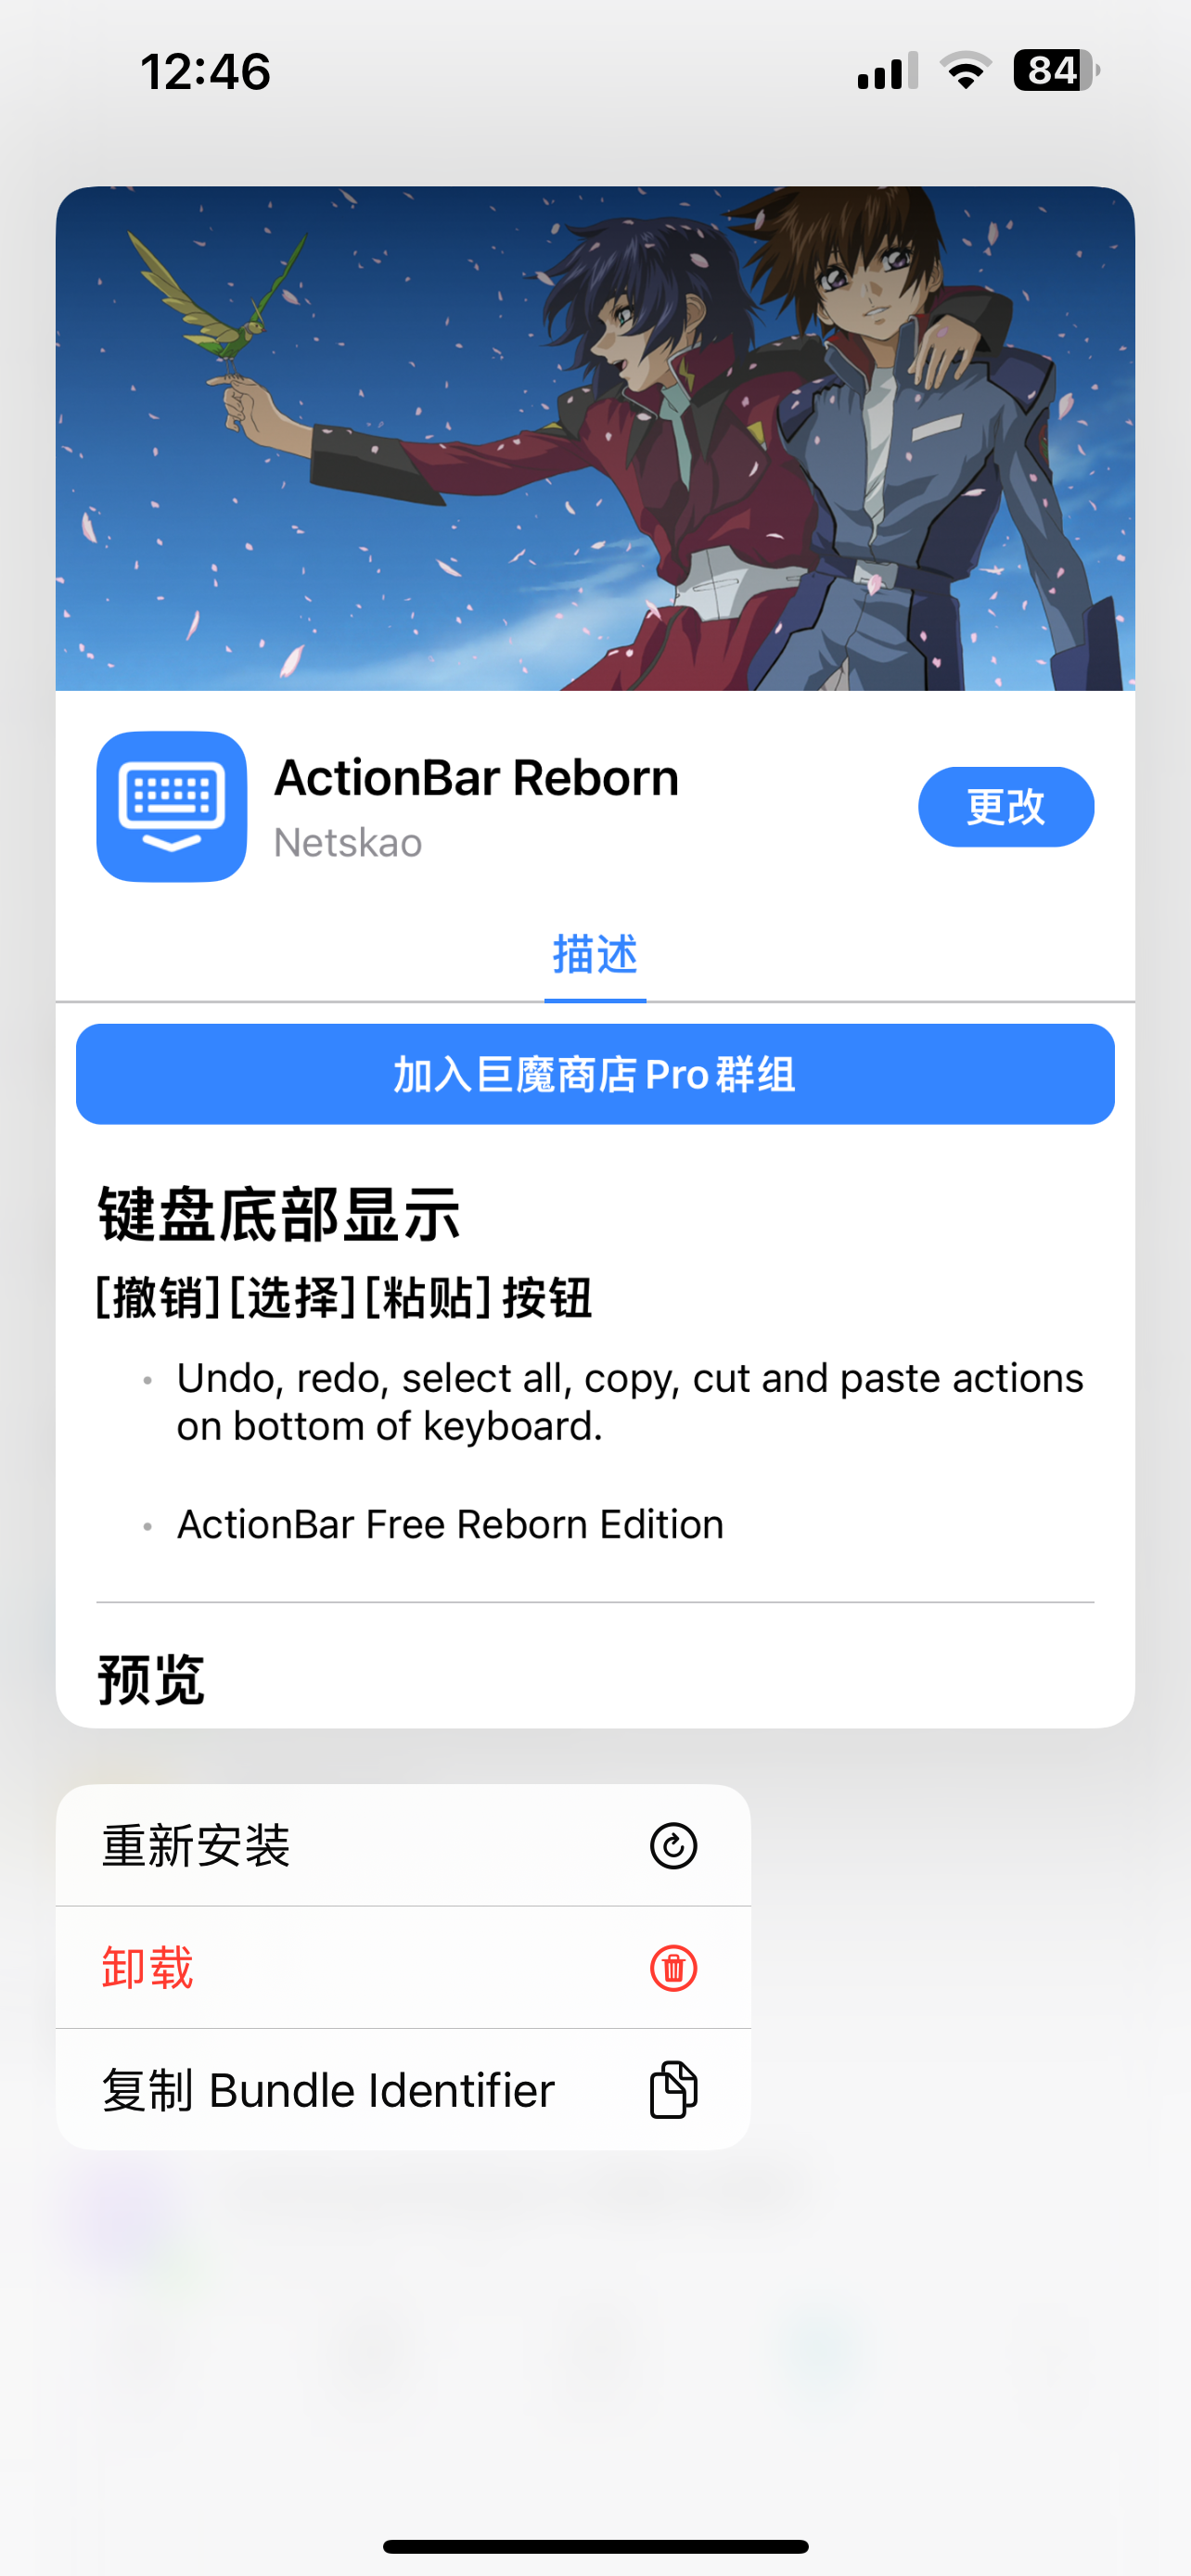 12:46
84
ActionBar Reborn
Netskao
更改
描述
加入巨魔商店Pro群组
键盘底部显示
[撤销][选择][粘贴]按钮
• Undo, redo, select all, copy, cut and paste actions
on bottom of keyboard.
• ActionBar Free Reborn Edition
预览
重新安装
卸载
复制 Bundle Identifier